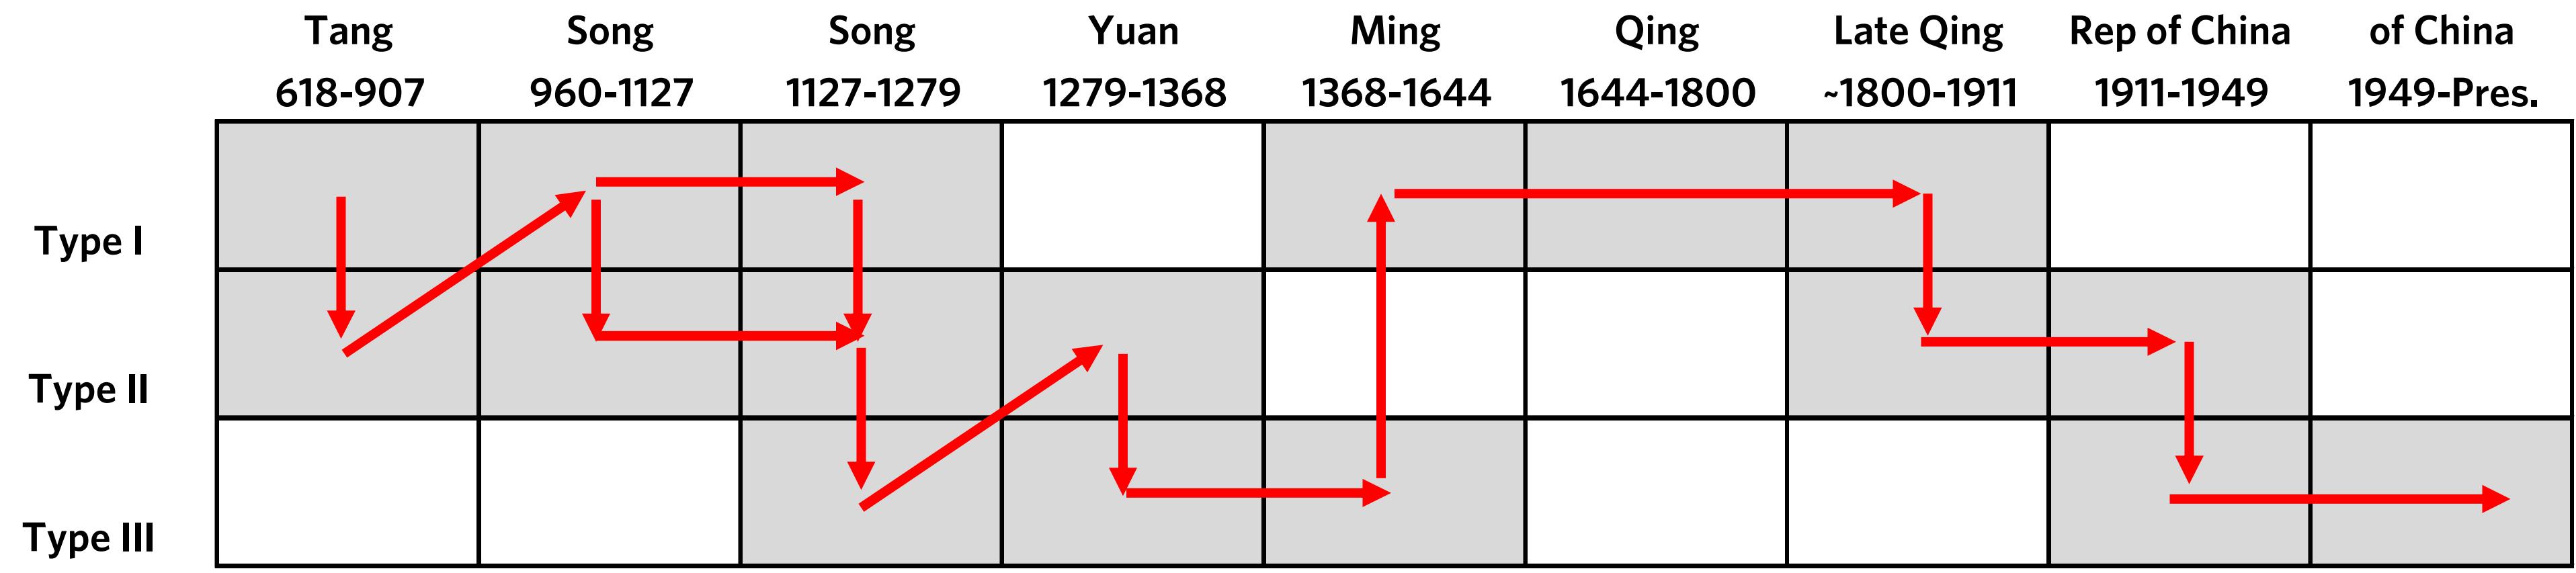 Tang Song Song Yuan Ming Qing Late Qing Rep of China of China
618-907 960-1127 1127-1279 1279-1368 1368-1644 1644-1800 ~1800-1911 1911-1949 1949-Pres.
Type I
Type II
Type III